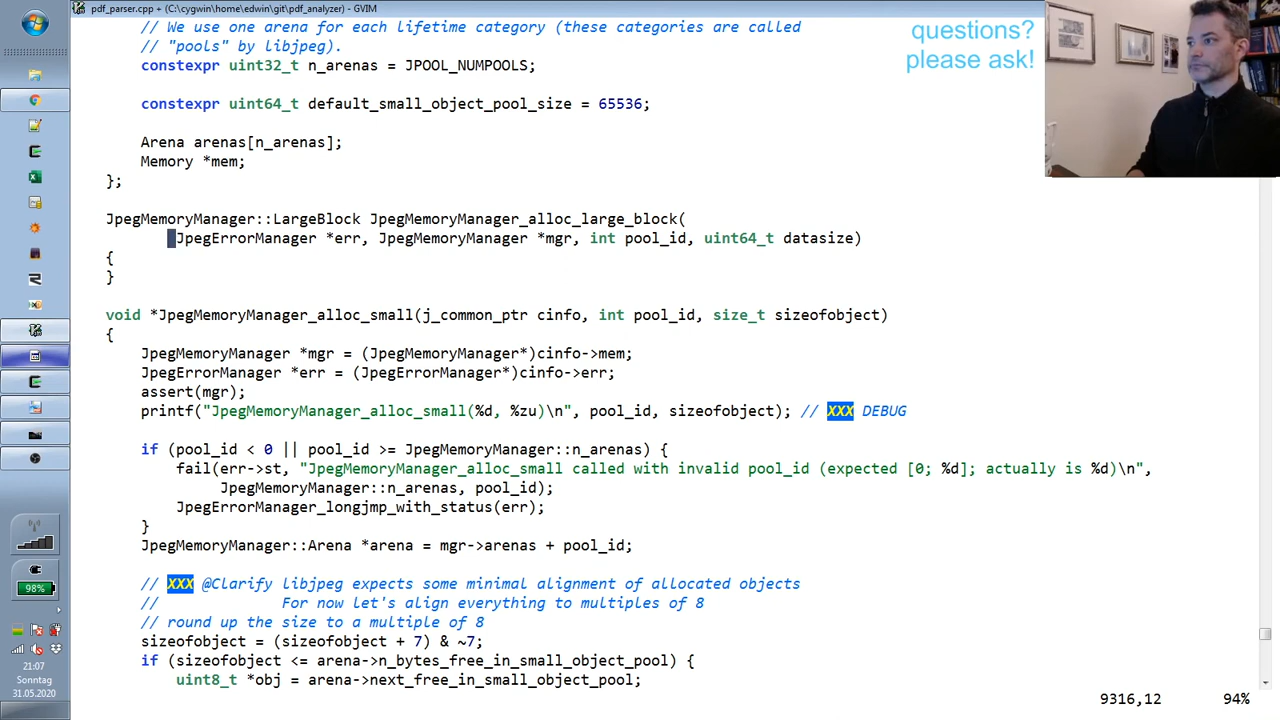 pdf_parser.cpp + (C:\cygwin\home\edwin\git\pdf_analyzer) - GVIM
// We use one arena for each lifetime category (these categories are called
// "pools" by libjpeg).
constexpr uint32_t n_arenas = JPOOL_NUMPOOLS;
constexpr uint64_t default_small_object_pool_size = 65536;
Arena arenas[n_arenas];
Memory *mem;
};
JpegMemoryManager::LargeBlock JpegMemoryManager_alloc_large_block(
JpegErrorManager *err, JpegMemoryManager *mgr, int pool_id, uint64_t datasize)
{
}
void *JpegMemoryManager_alloc_small(j_common_ptr cinfo, int pool_id, size_t sizeofobject)
{
JpegMemoryManager *mgr = (JpegMemoryManager*)cinfo->mem;
JpegErrorManager *err = (JpegErrorManager*)cinfo->err;
assert(mgr);
printf("JpegMemoryManager_alloc_small(%d, %zu)\n", pool_id, sizeofobject); // XXX DEBUG
if (pool_id < 0 || pool_id >= JpegMemoryManager::n_arenas) {
fail(err->st, "JpegMemoryManager_alloc_small called with invalid pool_id (expected [0; %d]; actually is %d)\n",
JpegMemoryManager::n_arenas, pool_id);
JpegErrorManager_longjmp_with_status(err);
}
JpegMemoryManager::Arena *arena = mgr->arenas + pool_id;
// XXX @Clarify libjpeg expects some minimal alignment of allocated objects
// For now let's align everything to multiples of 8
// round up the size to a multiple of 8
sizeofobject = (sizeofobject + 7) & ~7;
if (sizeofobject <= arena->n_bytes_free_in_small_object_pool) {
uint8_t *obj = arena->next_free_in_small_object_pool;
9316,12 94%
questions?
please ask!
98%
21:07
Sonntag
31.05.2020